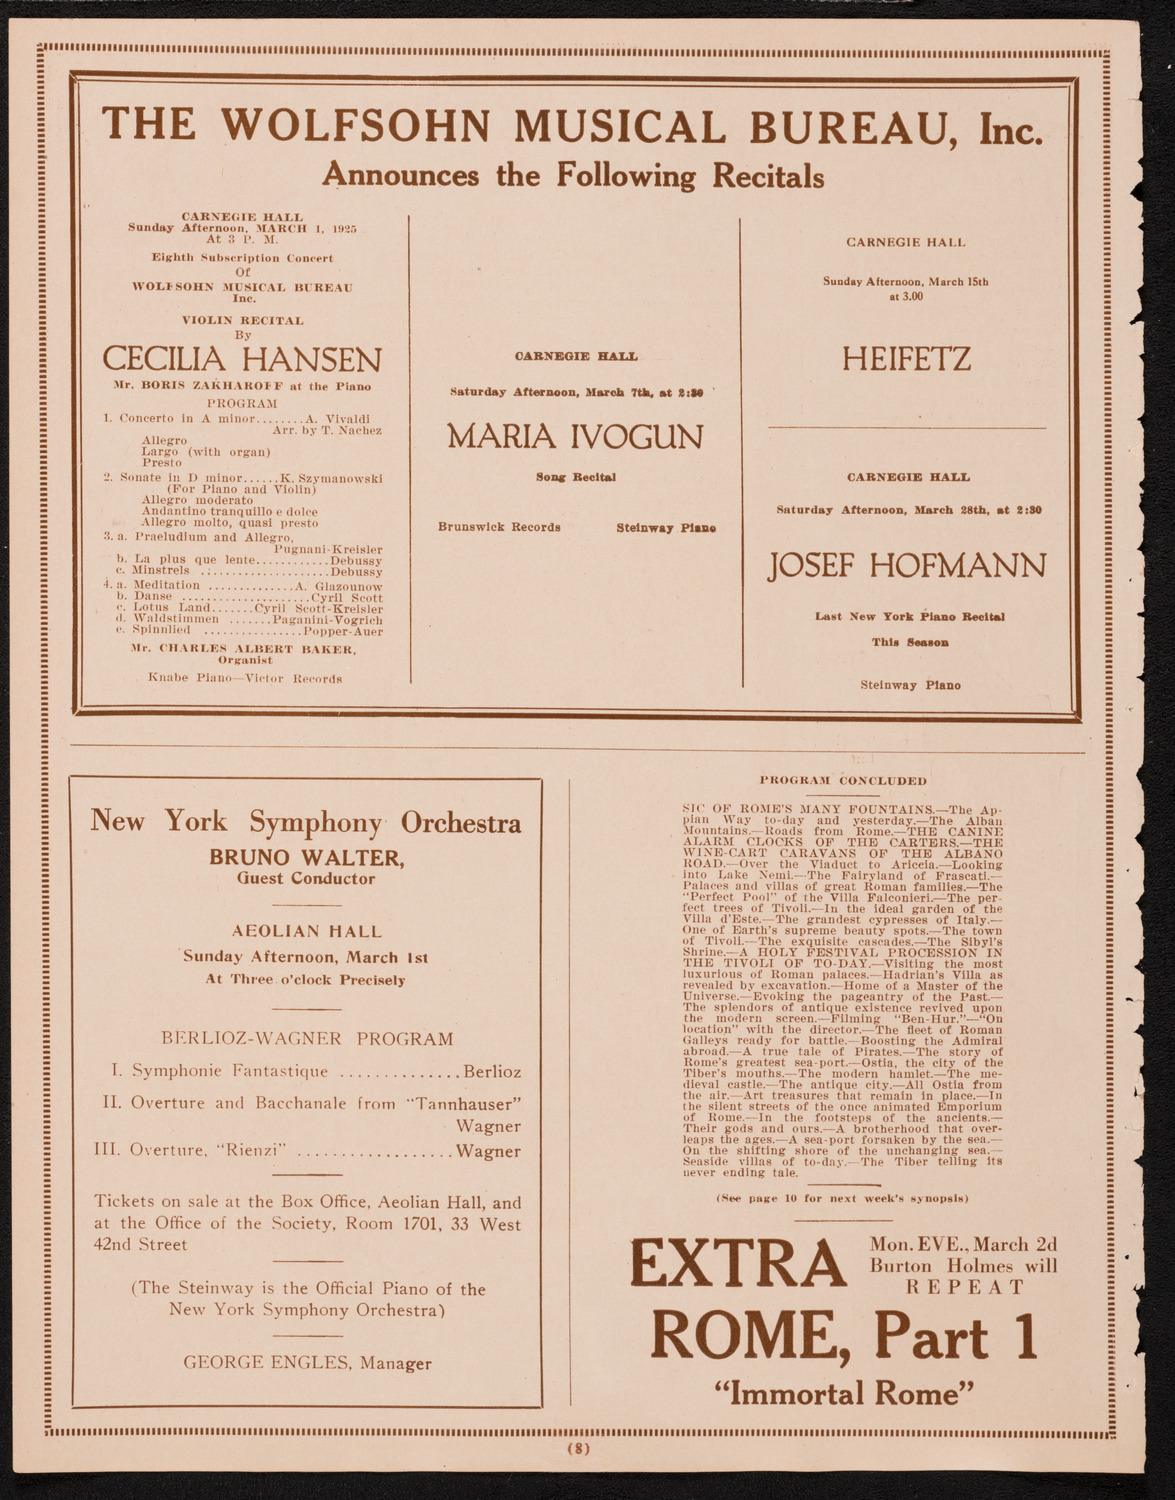 THE WOLFSOHN MUSICAL BUREAU, Inc.
Announces the Following Recitals
CARNEGIE HALL
Sunday Afternoon, MARCH 1, 1925
At 3 P. M.
Eighth Subscription Concert
Of
WOLFSOHN MUSICAL BUREAU
Inc.
VIOLIN RECITAL
By
CECILIA HANSEN
Mr. BORIS ZAKHAROFF at the Piano
PROGRAM
1. Concerto in A minor........A. Vivaldi
Arr. by T. Nachez
Allegro
Largo (with organ)
Presto
2. Sonate in D minor......K. Szymanowski
(For Piano and Violin)
Allegro moderato
Andantino tranquillo e dolce
Allegro molto, quasi presto
3. a. Praeludium and Allegro,
Pugnani-Kreisler
b. La plus que lente............Debussy
c. Minstrels .....................Debussy
4. a. Meditation ..............A. Glazounow
b. Danse .....................Cyril Scott
c. Lotus Land.......Cyril Scott-Kreisler
d. Waldstimmen .......Paganini-Vogrich
e. Spinnlied ................Popper-Auer
Mr. CHARLES ALBERT BAKER,
Organist
Knabe Piano—Victor Records
CARNEGIE HALL
Saturday Afternoon, March 7th, at 2:30
MARIA IVOGUN
Song Recital
Brunswick Records Steinway Piano
CARNEGIE HALL
Sunday Afternoon, March 15th
at 3.00
HEIFETZ
CARNEGIE HALL
Saturday Afternoon, March 28th, at 2:30
JOSEF HOFMANN
Last New York Piano Recital
This Season
Steinway Piano
New York Symphony Orchestra
BRUNO WALTER,
Guest Conductor
AEOLIAN HALL
Sunday Afternoon, March 1st
At Three o'clock Precisely
BERLIOZ-WAGNER PROGRAM
I. Symphonie Fantastique ..............Berlioz
II. Overture and Bacchanale from "Tannhauser"
Wagner
III. Overture, "Rienzi" ..................Wagner
Tickets on sale at the Box Office, Aeolian Hall, and
at the Office of the Society, Room 1701, 33 West
42nd Street
(The Steinway is the Official Piano of the
New York Symphony Orchestra)
GEORGE ENGLES, Manager
PROGRAM CONCLUDED
SIC OF ROME'S MANY FOUNTAINS.—The Ap-
pian Way to-day and yesterday.—The Alban
Mountains.—Roads from Rome.—THE CANINE
ALARM CLOCKS OF THE CARTERS.—THE
WINE-CART CARAVANS OF THE ALBANO
ROAD.—Over the Viaduct to Ariccia.—Looking
into Lake Nemi.—The Fairyland of Frascati.—
Palaces and villas of great Roman families.—The
"Perfect Pool" of the Villa Falconieri.—The per-
fect trees of Tivoli.—In the ideal garden of the
Villa d'Este.—The grandest cypresses of Italy.—
One of Earth's supreme beauty spots.—The town
of Tivoli.—The exquisite cascades.—The Sibyl's
Shrine.—A HOLY FESTIVAL PROCESSION IN
THE TIVOLI OF TO-DAY.—Visiting the most
luxurious of Roman palaces.—Hadrian's Villa as
revealed by excavation.—Home of a Master of the
Universe.—Evoking the pageantry of the Past.—
The splendors of antique existence revived upon
the modern screen.—Filming "Ben-Hur."—"On
location" with the director.—The fleet of Roman
Galleys ready for battle.—Boosting the Admiral
abroad.—A true tale of Pirates.—The story of
Rome's greatest sea-port.—Ostia, the city of the
Tiber's mouths.—The modern hamlet.—The me-
dieval castle.—The antique city.—All Ostia from
the air.—Art treasures that remain in place.—In
the silent streets of the once animated Emporium
of Rome.—In the footsteps of the ancients.—
Their gods and ours.—A brotherhood that over-
leaps the ages.—A sea-port forsaken by the sea.—
On the shifting shore of the unchanging sea.—
Seaside villas of to-day.—The Tiber telling its
never ending tale.
(See page 10 for next week's synopsis)
EXTRA Mon. EVE., March 2d
Burton Holmes will
REPEAT
ROME, Part 1
"Immortal Rome"
(8)